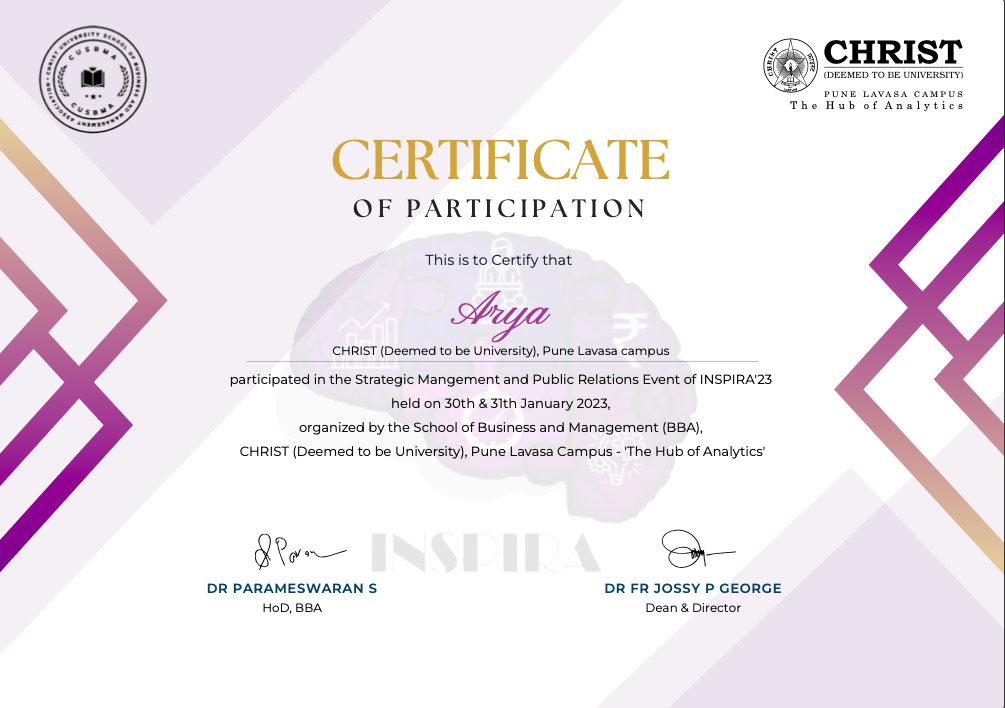 CHRIST UNIVERSITY SCHOOL OF BUSINESS AND MANAGEMENT ASSOCIATION
CUSBMA
CUSBMA
CHRIST
(DEEMED TO BE UNIVERSITY)
PUNE LAVASA CAMPUS
The Hub of Analytics
CERTIFICATE
OF PARTICIPATION
This is to Certify that
Arya
CHRIST (Deemed to be University), Pune Lavasa campus
participated in the Strategic Mangement and Public Relations Event of INSPIRA'23
held on 30th & 31th January 2023,
organized by the School of Business and Management (BBA),
CHRIST (Deemed to be University), Pune Lavasa Campus - 'The Hub of Analytics'
INSPIRA
DR PARAMESWARAN S
HoD, BBA
DR FR JOSSY P GEORGE
Dean & Director